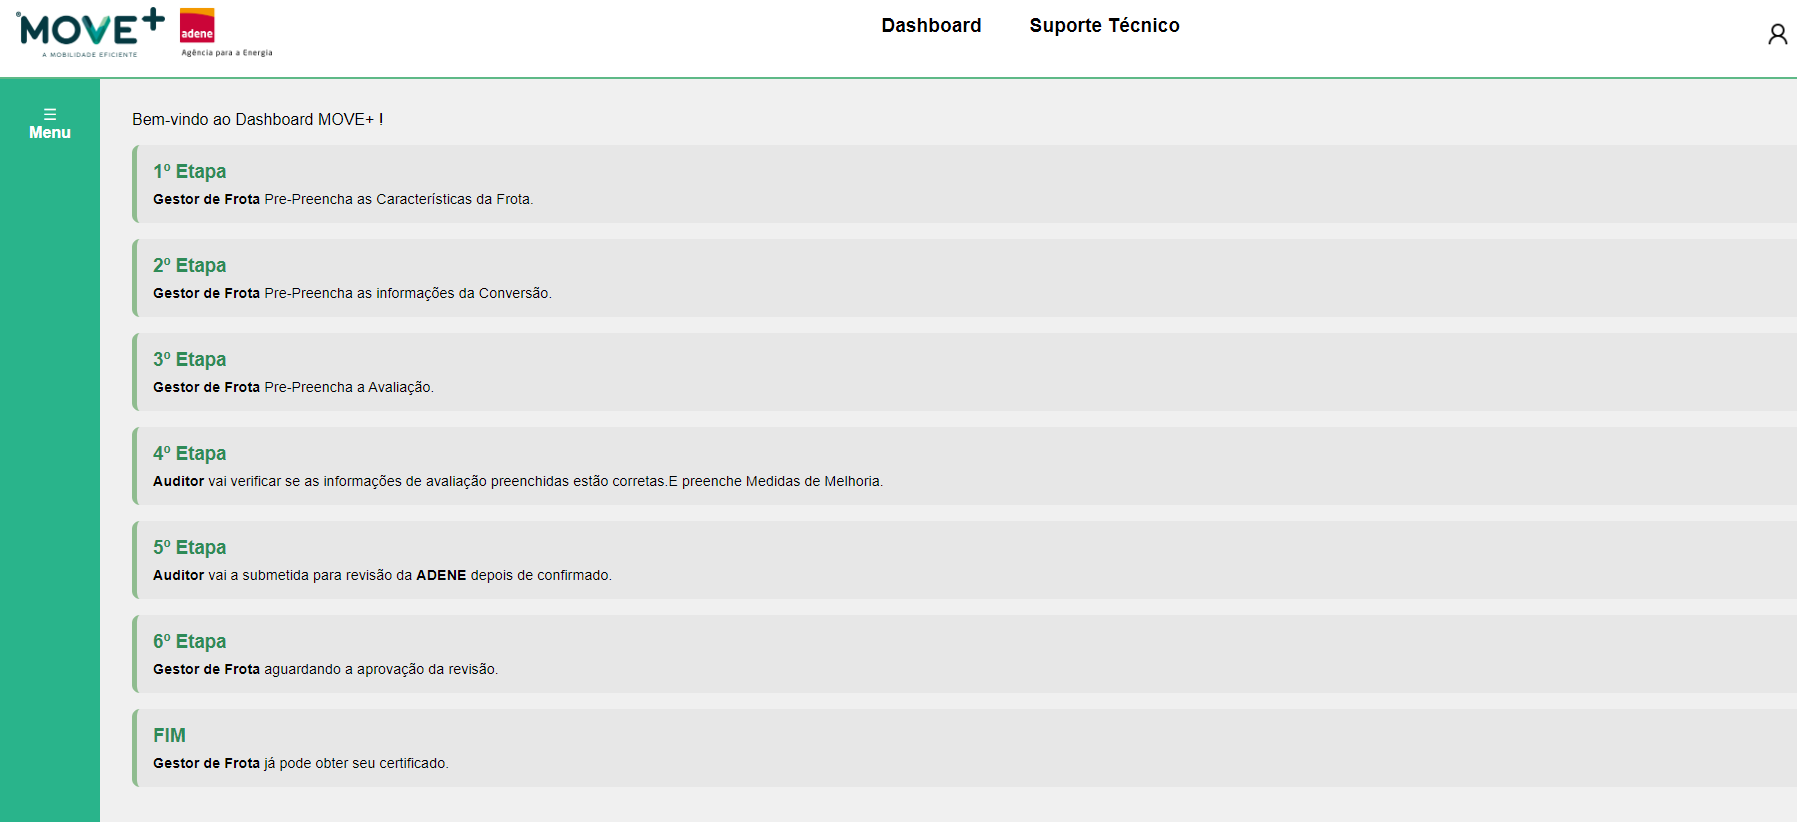 MOVE+
A MOBILIDADE EFICIENTE
adene
Agência para a Energia
Dashboard
Suporte Técnico
☰
Menu
Bem-vindo ao Dashboard MOVE+ !
1º Etapa
Gestor de Frota Pre-Preencha as Características da Frota.
2º Etapa
Gestor de Frota Pre-Preencha as informações da Conversão.
3º Etapa
Gestor de Frota Pre-Preencha a Avaliação.
4º Etapa
Auditor vai verificar se as informações de avaliação preenchidas estão corretas.E preenche Medidas de Melhoria.
5º Etapa
Auditor vai a submetida para revisão da ADENE depois de confirmado.
6º Etapa
Gestor de Frota aguardando a aprovação da revisão.
FIM
Gestor de Frota já pode obter seu certificado.